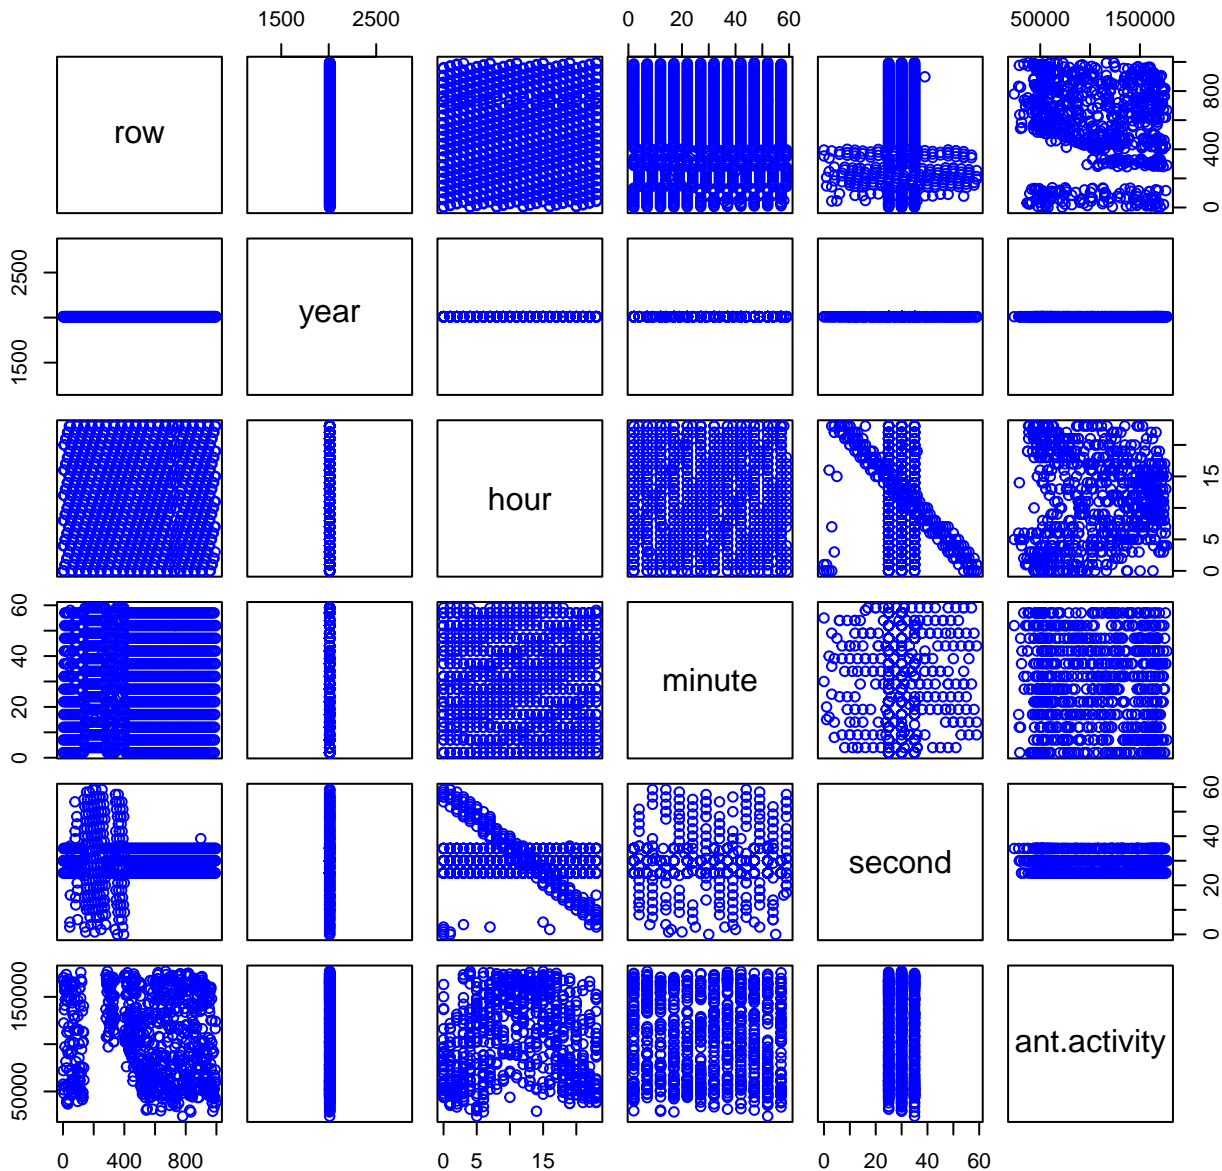 1500 2500 0 20 40 60 50000 150000
row 0 400 800
1500 2500 year
hour 0 5 15
0 20 40 60 minute
second 0 20 40 60
50000 150000 ant.activity
0 400 800 0 5 15 0 20 40 60